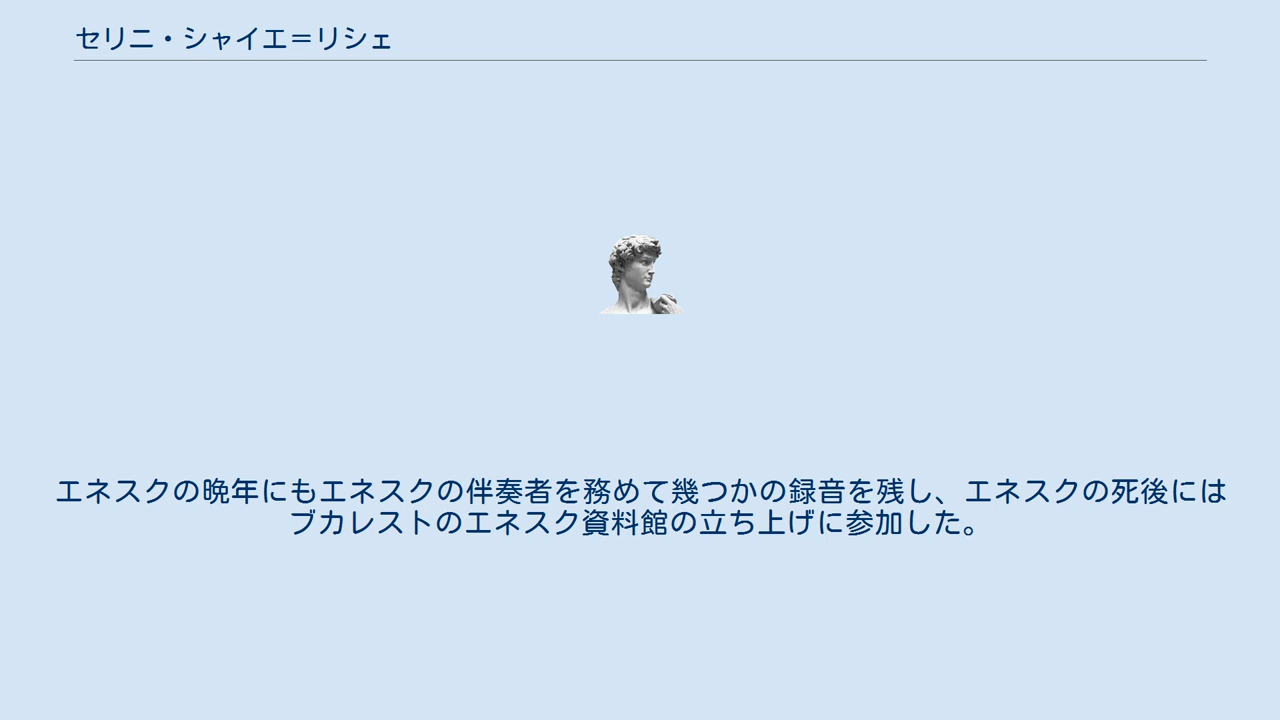 セリニ・シャイエ＝リシェ
エネスクの晩年にもエネスクの伴奏者を務めて幾つかの録音を残し、エネスクの死後には
ブカレストのエネスク資料館の立ち上げに参加した。